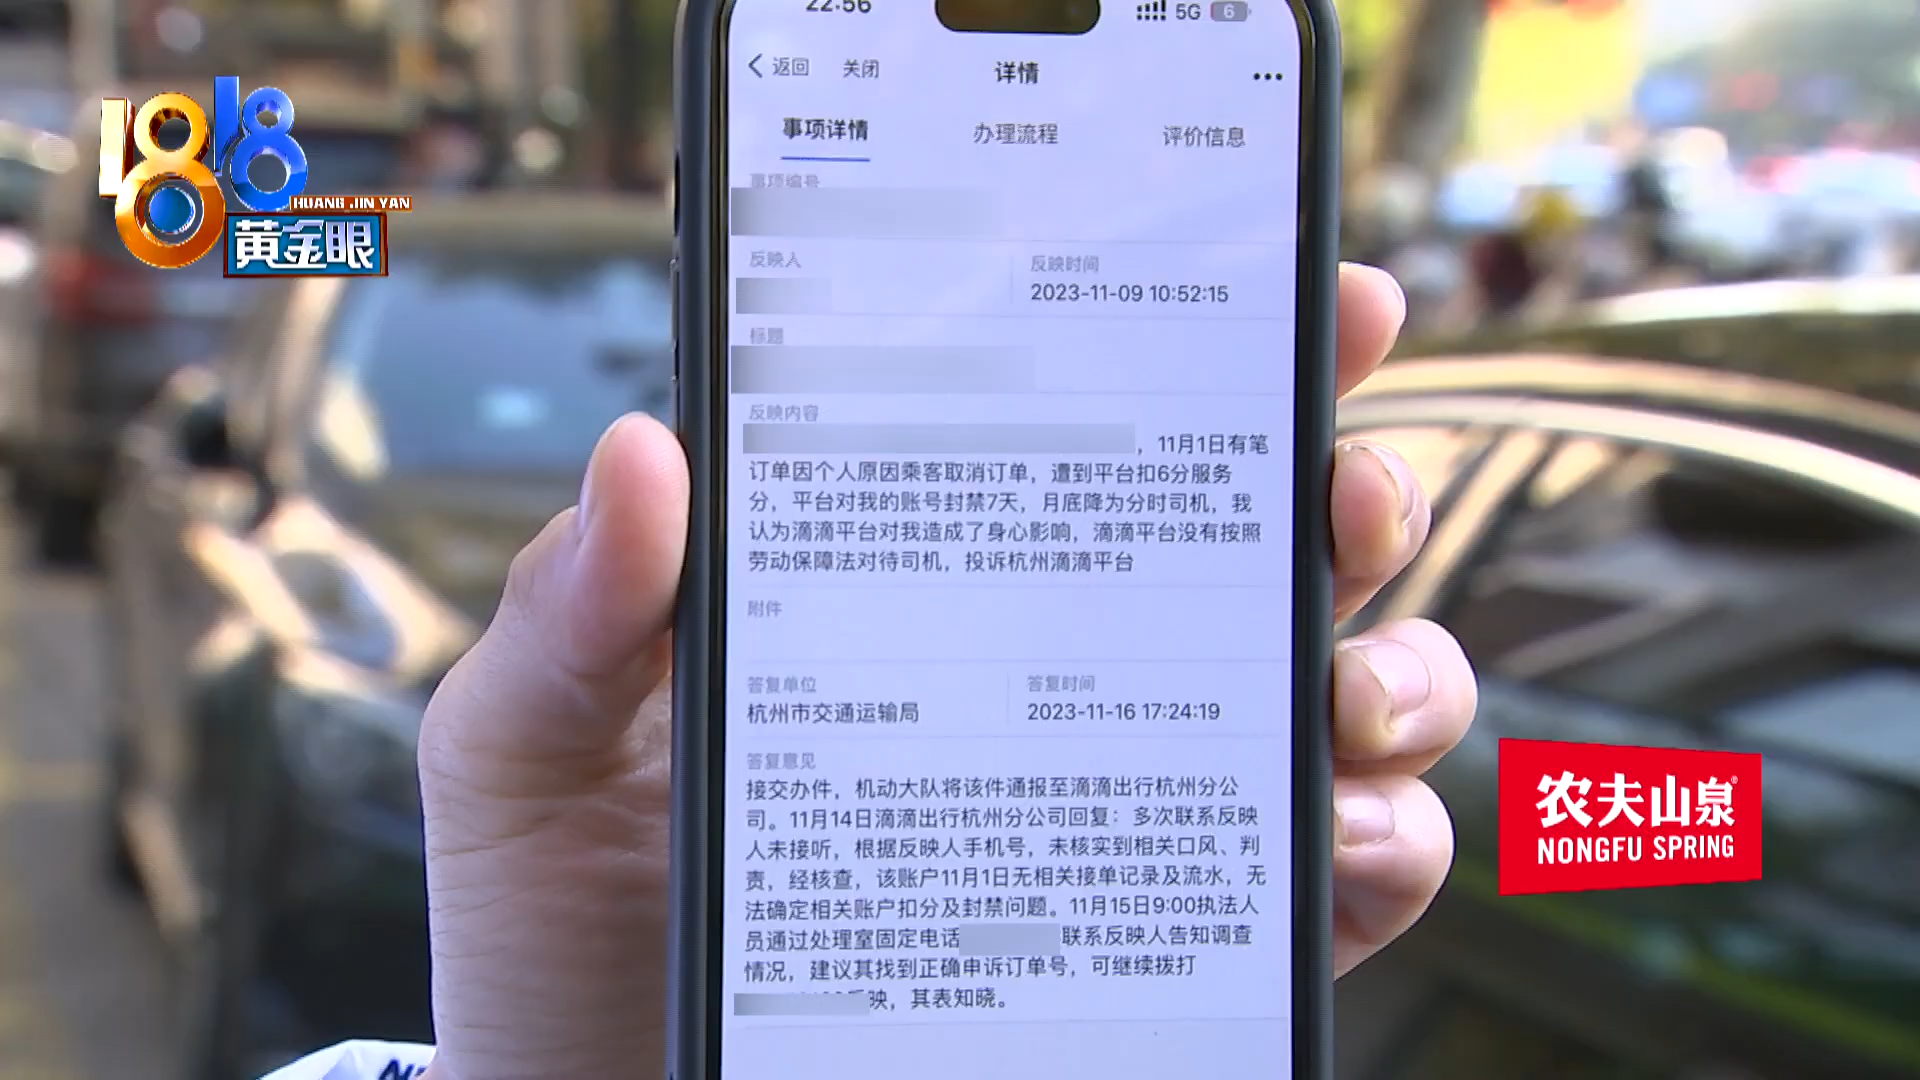 22:56
5G 6
返回 关闭 详情
事项详情 办理流程 评价信息
1818
HUANG JIN YAN
黄金眼
事项编号
反映人 反映时间
2023-11-09 10:52:15
标题
反映内容
，11月1日有笔
订单因个人原因乘客取消订单，遭到平台扣6分服务
分，平台对我的账号封禁7天，月底降为分时司机，我
认为滴滴平台对我造成了身心影响，滴滴平台没有按照
劳动保障法对待司机，投诉杭州滴滴平台
附件
答复单位 答复时间
杭州市交通运输局 2023-11-16 17:24:19
答复意见
接交办件，机动大队将该件通报至滴滴出行杭州分公
司。11月14日滴滴出行杭州分公司回复：多次联系反映
人未接听，根据反映人手机号，未核实到相关口风、判
责，经核查，该账户11月1日无相关接单记录及流水，无
法确定相关账户扣分及封禁问题。11月15日9:00执法人
员通过处理室固定电话 联系反映人告知调查
情况，建议其找到正确申诉订单号，可继续拨打
映，其表知晓。
农夫山泉
NONGFU SPRING